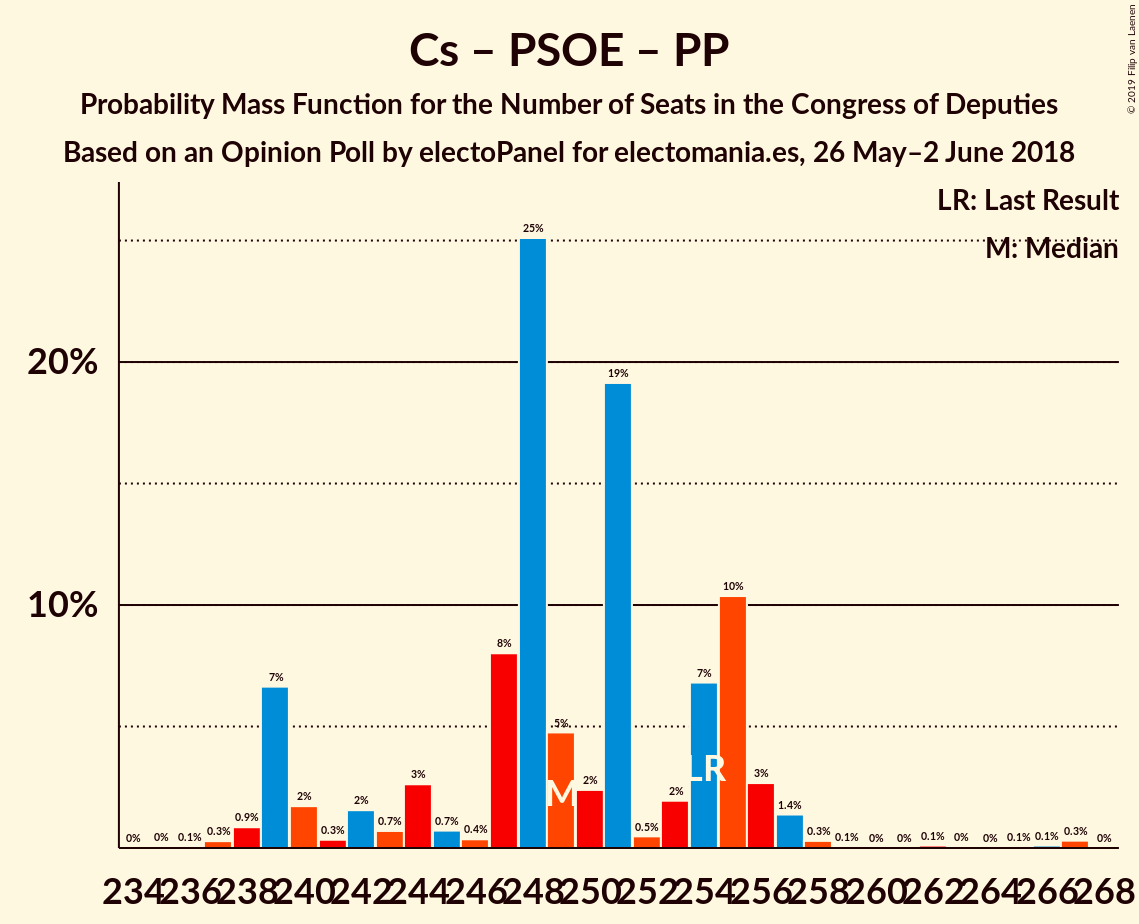 Cs – PSOE – PP
Probability Mass Function for the Number of Seats in the Congress of Deputies
Based on an Opinion Poll by electoPanel for electomania.es, 26 May–2 June 2018
© 2019 Filip van Laenen
LR: Last Result
M: Median
20%
10%
0% 0% 0.1% 0.3% 0.9% 7% 2% 0.3% 2% 0.7% 3% 0.7% 0.4% 8% 25% 5% 2% 19% 0.5% 2% 7% 10% 3% 1.4% 0.3% 0.1% 0% 0% 0.1% 0% 0% 0.1% 0.1% 0.3% 0%
M
LR
234 236 238 240 242 244 246 248 250 252 254 256 258 260 262 264 266 268